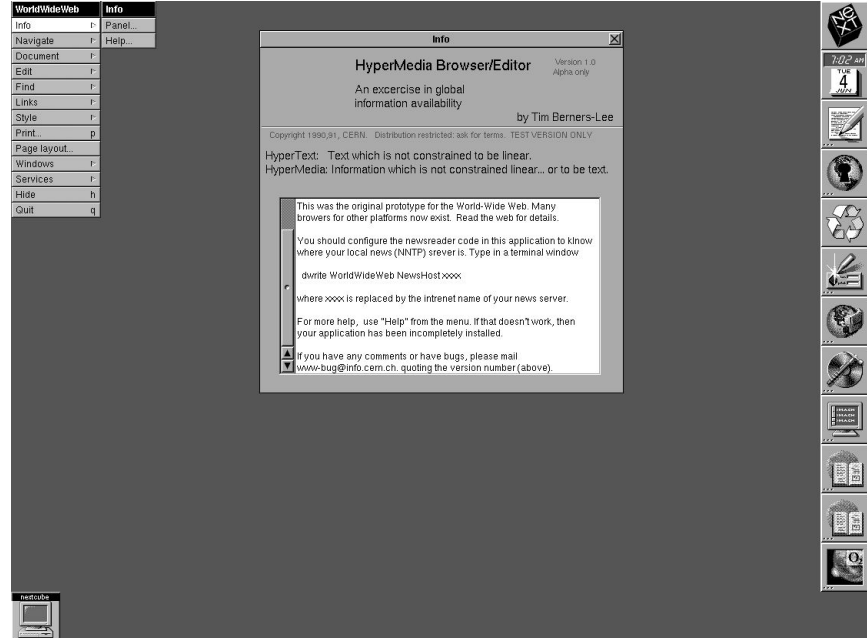 WorldWideWeb
Info
Navigate
Document
Edit
Find
Links
Style
Print... p
Page layout...
Windows
Services
Hide h
Quit q
Info
Panel...
Help...
Info
HyperMedia Browser/Editor
Version 1.0
Alpha only
An excercise in global
information availability
by Tim Berners-Lee
Copyright 1990,91, CERN. Distribution restricted: ask for terms. TEST VERSION ONLY
HyperText: Text which is not constrained to be linear.
HyperMedia: Information which is not constrained linear... or to be text.
This was the original prototype for the World-Wide Web. Many
browers for other platforms now exist. Read the web for details.
You should configure the newsreader code in this application to klnow
where your local news (NNTP) srever is. Type in a terminal window
dwrite WorldWideWeb NewsHost xxxx
where xxxx is replaced by the intrenet name of your news server.
For more help, use "Help" from the menu. If that doesn't work, then
your application has been incompletely installed.
If you have any comments or have bugs, please mail
www-bug@info.cern.ch. quoting the version number (above).
NeXT
7:02 AM
TUE
4
JUN
O2
nextcube